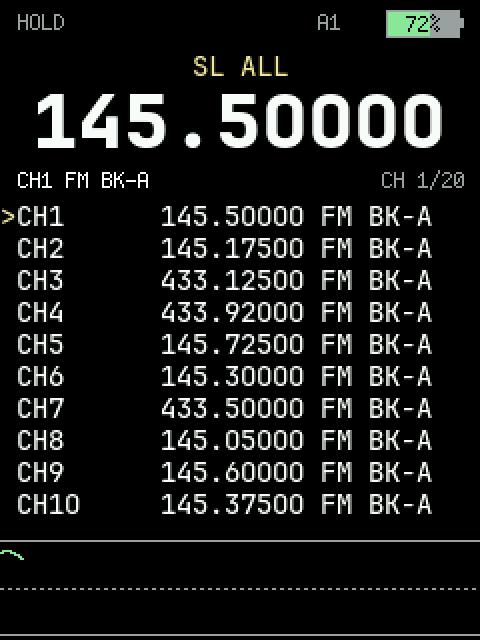 HOLD A1 72%
SL ALL
145.50000
CH1 FM BK-A CH 1/20
>CH1 145.50000 FM BK-A
CH2 145.17500 FM BK-A
CH3 433.12500 FM BK-A
CH4 433.92000 FM BK-A
CH5 145.72500 FM BK-A
CH6 145.30000 FM BK-A
CH7 433.50000 FM BK-A
CH8 145.05000 FM BK-A
CH9 145.60000 FM BK-A
CH10 145.37500 FM BK-A